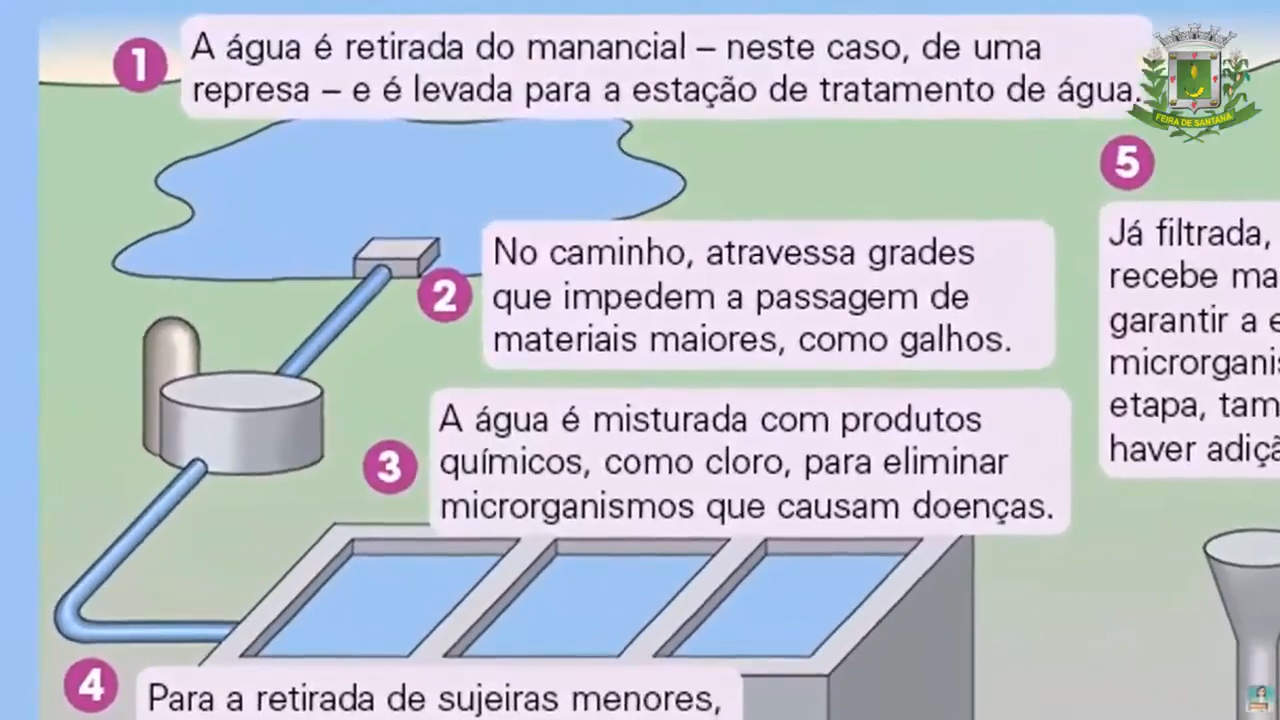 1
A água é retirada do manancial – neste caso, de uma
represa – e é levada para a estação de tratamento de água.
FEIRA DE SANTANA
2
No caminho, atravessa grades
que impedem a passagem de
materiais maiores, como galhos.
3
A água é misturada com produtos
químicos, como cloro, para eliminar
microrganismos que causam doenças.
4
Para a retirada de sujeiras menores,
5
Já filtrada,
recebe ma
garantir a e
microrganis
etapa, tam
haver adiçã